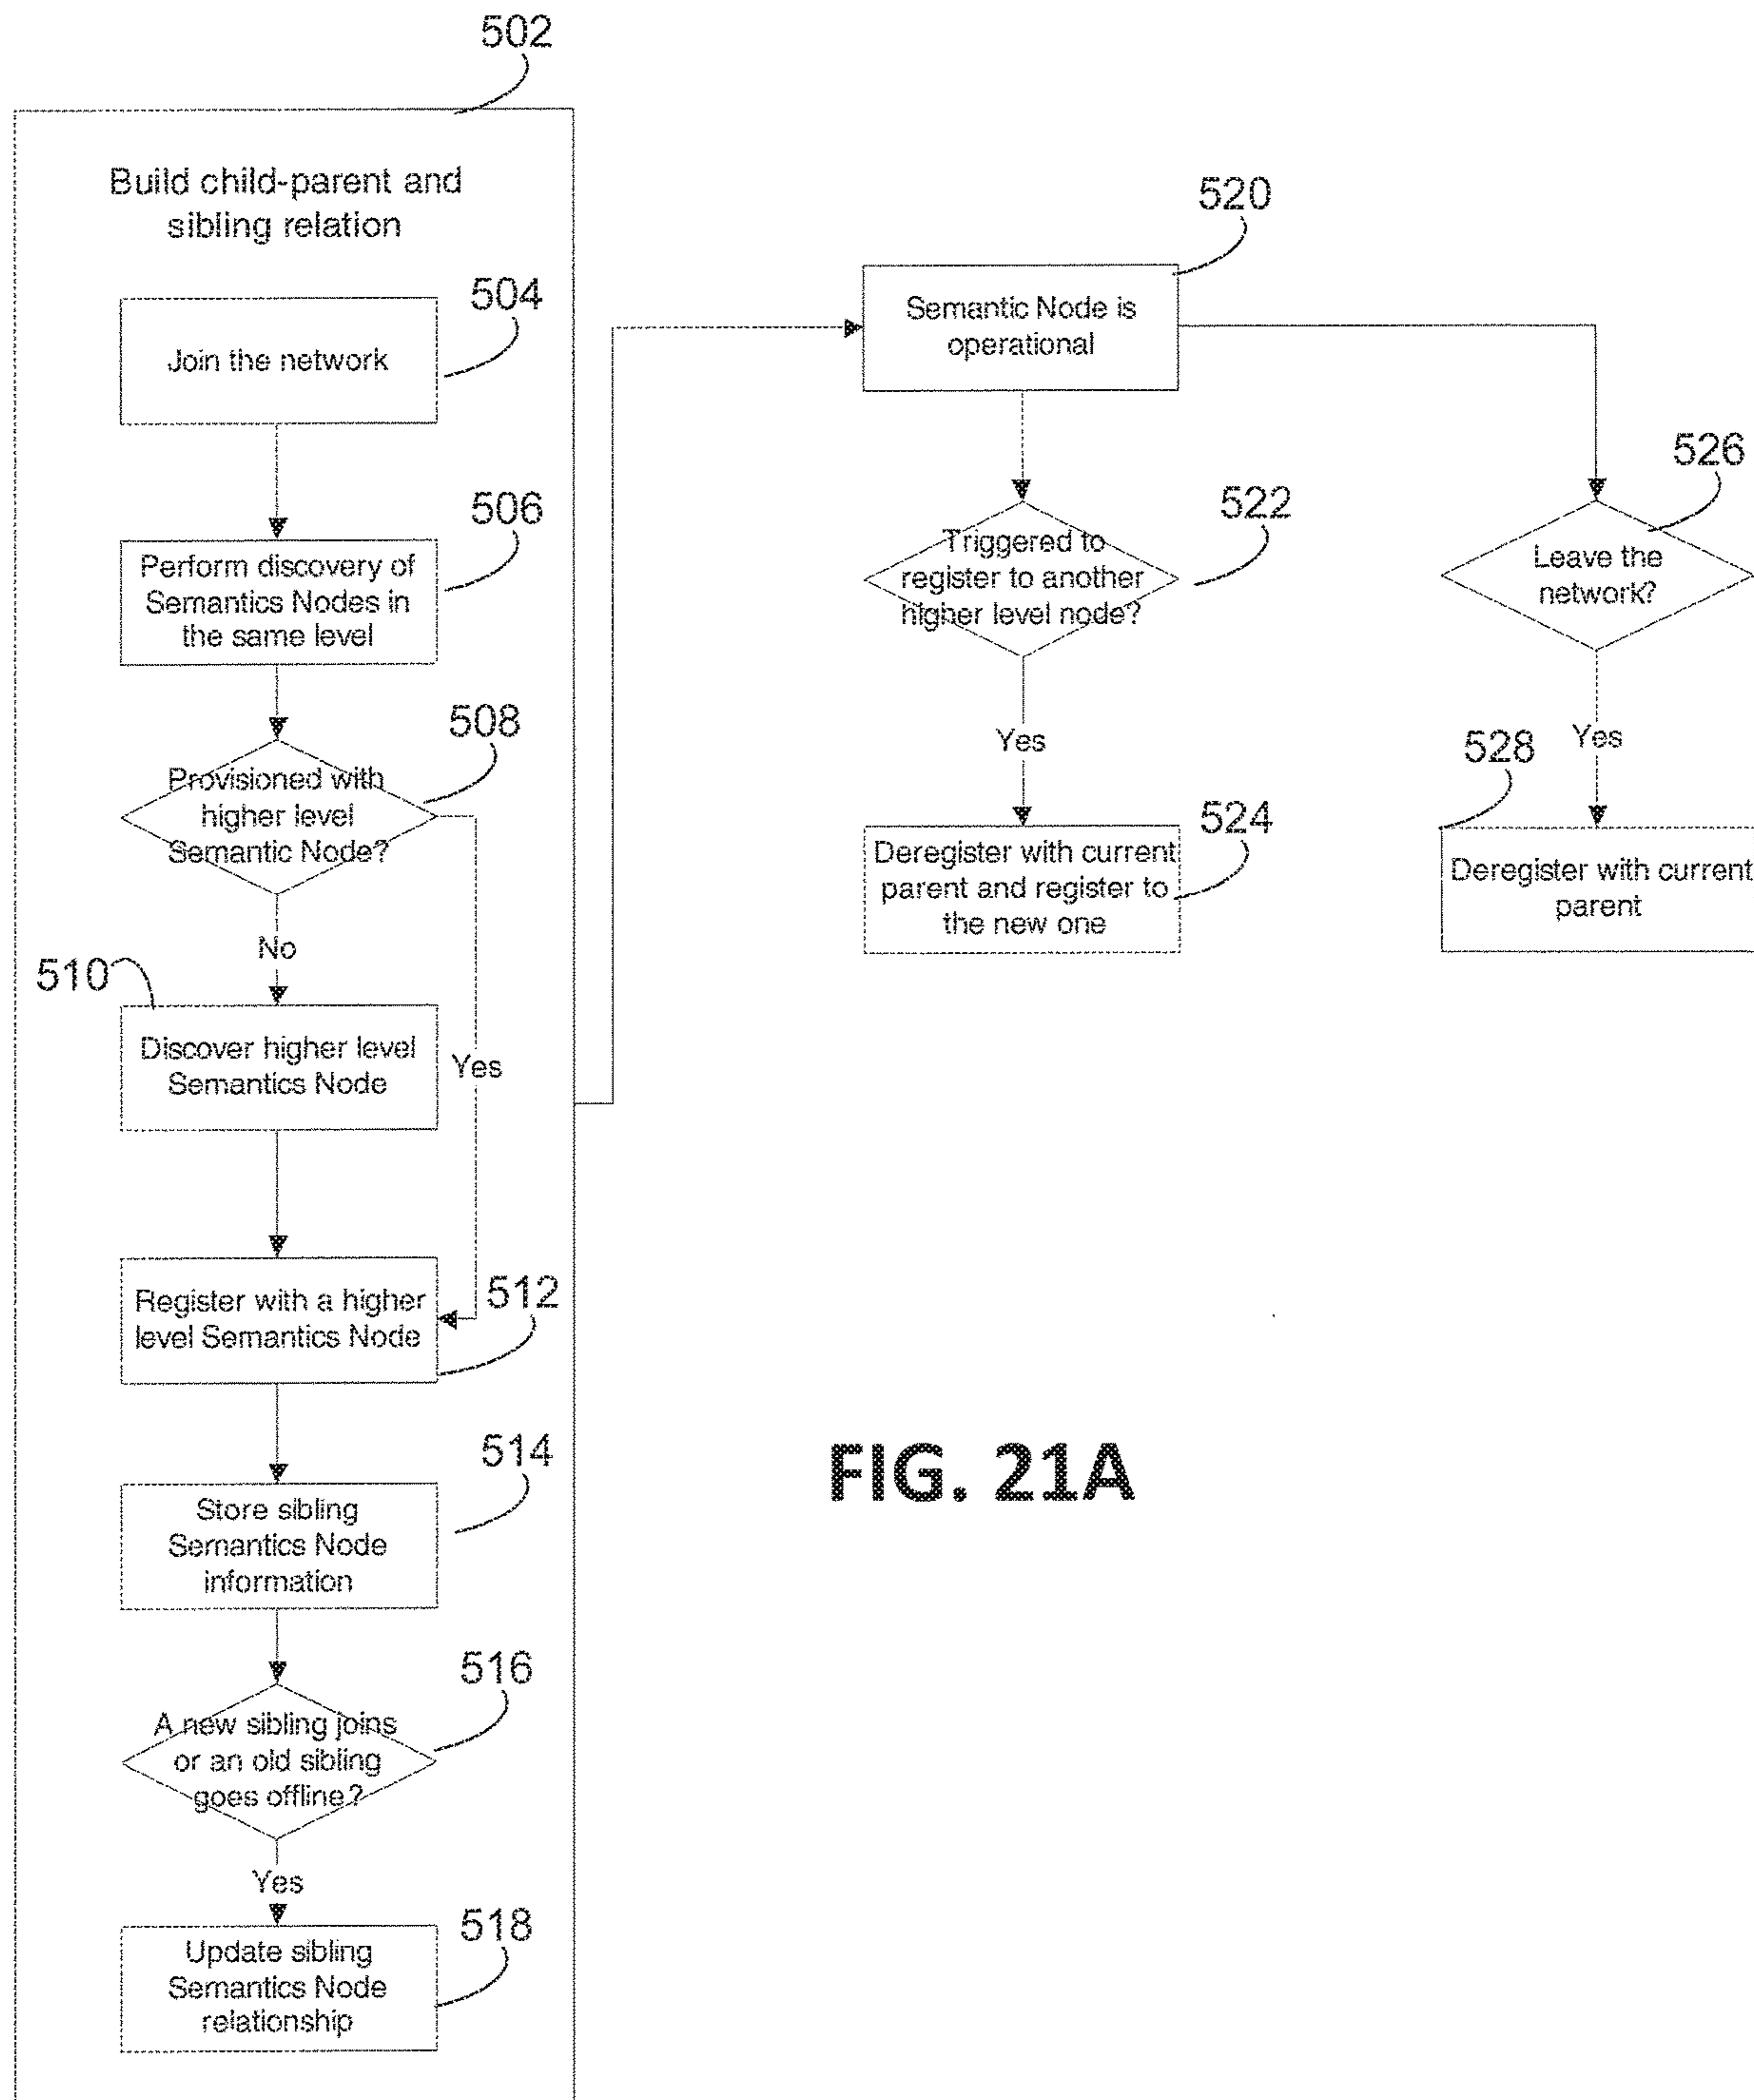 502
Build child-parent and
sibling relation
504
Join the network
506
Perform discovery of
Semantics Nodes in
the same level
508
Provisioned with
higher level
Semantic Node?
No
Yes
510
Discover higher level
Semantics Node
512
Register with a higher
level Semantics Node
514
Store sibling
Semantics Node
information
516
A new sibling joins
or an old sibling
goes offline?
Yes
518
Update sibling
Semantics Node
relationship
520
Semantic Node is
operational
522
Triggered to
register to another
higher level node?
Yes
524
Deregister with current
parent and register to
the new one
526
Leave the
network?
Yes
528
Deregister with current
parent
FIG. 21A